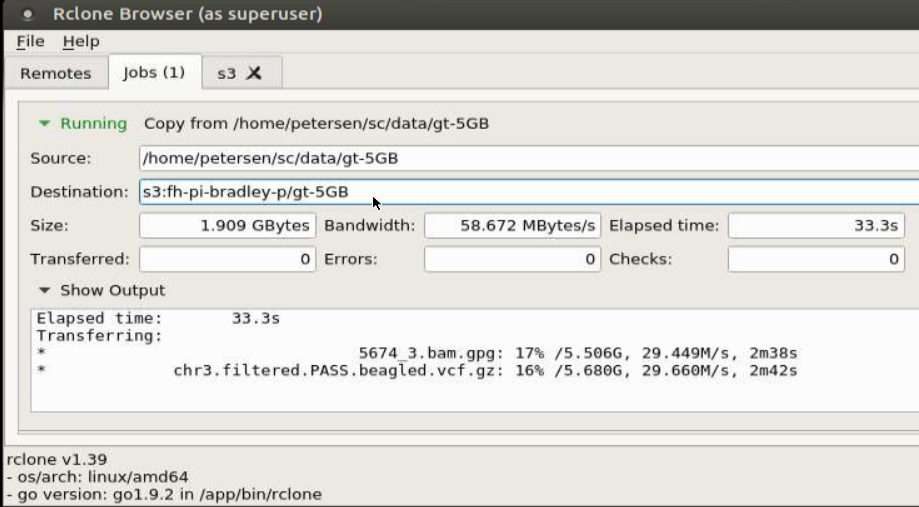 Rclone Browser (as superuser)
File Help
Remotes Jobs (1) s3
Running Copy from /home/petersen/sc/data/gt-5GB
Source: /home/petersen/sc/data/gt-5GB
Destination: s3:fh-pi-bradley-p/gt-5GB
Size: 1.909 GBytes Bandwidth: 58.672 MBytes/s Elapsed time: 33.3s
Transferred: 0 Errors: 0 Checks: 0
Show Output
Elapsed time: 33.3s
Transferring:
* 5674_3.bam.gpg: 17% /5.506G, 29.449M/s, 2m38s
* chr3.filtered.PASS.beagled.vcf.gz: 16% /5.680G, 29.660M/s, 2m42s
rclone v1.39
- os/arch: linux/amd64
- go version: go1.9.2 in /app/bin/rclone